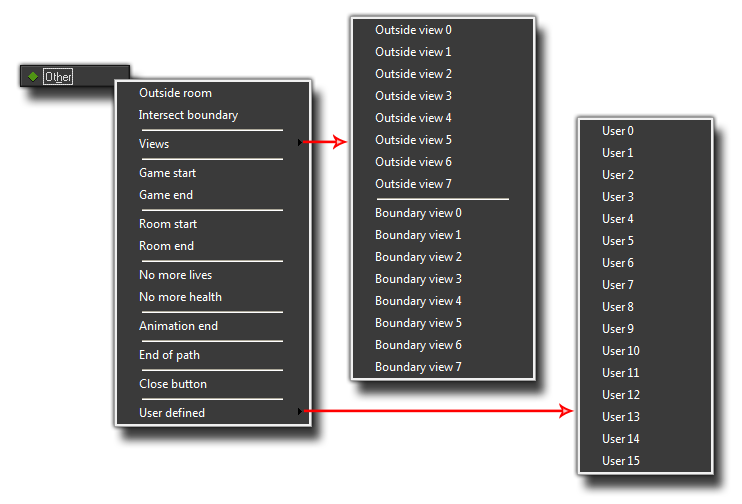 Other
Outside room
Intersect boundary
Views
Game start
Game end
Room start
Room end
No more lives
No more health
Animation end
End of path
Close button
User defined
Outside view 0
Outside view 1
Outside view 2
Outside view 3
Outside view 4
Outside view 5
Outside view 6
Outside view 7
Boundary view 0
Boundary view 1
Boundary view 2
Boundary view 3
Boundary view 4
Boundary view 5
Boundary view 6
Boundary view 7
User 0
User 1
User 2
User 3
User 4
User 5
User 6
User 7
User 8
User 9
User 10
User 11
User 12
User 13
User 14
User 15